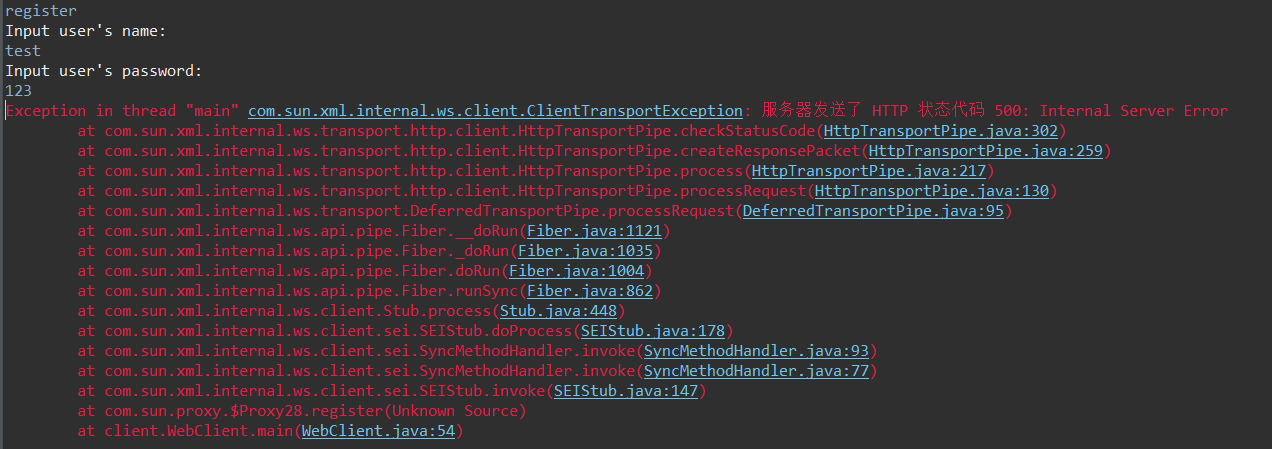 register
Input user's name:
test
Input user's password:
123
Exception in thread "main" com.sun.xml.internal.ws.client.ClientTransportException: 服务器发送了 HTTP 状态代码 500: Internal Server Error
at com.sun.xml.internal.ws.transport.http.client.HttpTransportPipe.checkStatusCode(HttpTransportPipe.java:302)
at com.sun.xml.internal.ws.transport.http.client.HttpTransportPipe.createResponsePacket(HttpTransportPipe.java:259)
at com.sun.xml.internal.ws.transport.http.client.HttpTransportPipe.process(HttpTransportPipe.java:217)
at com.sun.xml.internal.ws.transport.http.client.HttpTransportPipe.processRequest(HttpTransportPipe.java:130)
at com.sun.xml.internal.ws.transport.DeferredTransportPipe.processRequest(DeferredTransportPipe.java:95)
at com.sun.xml.internal.ws.api.pipe.Fiber.__doRun(Fiber.java:1121)
at com.sun.xml.internal.ws.api.pipe.Fiber._doRun(Fiber.java:1035)
at com.sun.xml.internal.ws.api.pipe.Fiber.doRun(Fiber.java:1004)
at com.sun.xml.internal.ws.api.pipe.Fiber.runSync(Fiber.java:862)
at com.sun.xml.internal.ws.client.Stub.process(Stub.java:448)
at com.sun.xml.internal.ws.client.sei.SEIStub.doProcess(SEIStub.java:178)
at com.sun.xml.internal.ws.client.sei.SyncMethodHandler.invoke(SyncMethodHandler.java:93)
at com.sun.xml.internal.ws.client.sei.SyncMethodHandler.invoke(SyncMethodHandler.java:77)
at com.sun.xml.internal.ws.client.sei.SEIStub.invoke(SEIStub.java:147)
at com.sun.proxy.$Proxy28.register(Unknown Source)
at client.WebClient.main(WebClient.java:54)